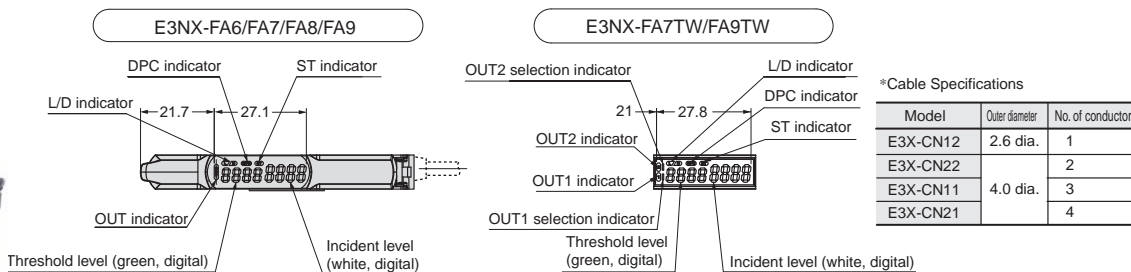 E3NX-FA6/FA7/FA8/FA9
DPC indicator
ST indicator
L/D indicator
21.7
27.1
OUT indicator
Threshold level (green, digital)
Incident level
(white, digital)
E3NX-FA7TW/FA9TW
OUT2 selection indicator
L/D indicator
DPC indicator
21
27.8
ST indicator
OUT2 indicator
OUT1 indicator
OUT1 selection indicator
Threshold level
(green, digital)
Incident level (white, digital)
*Cable Specifications
Model Outer diameter No. of conductor
E3X-CN12 2.6 dia. 1
E3X-CN22 4.0 dia. 2
E3X-CN11 3
E3X-CN21 4